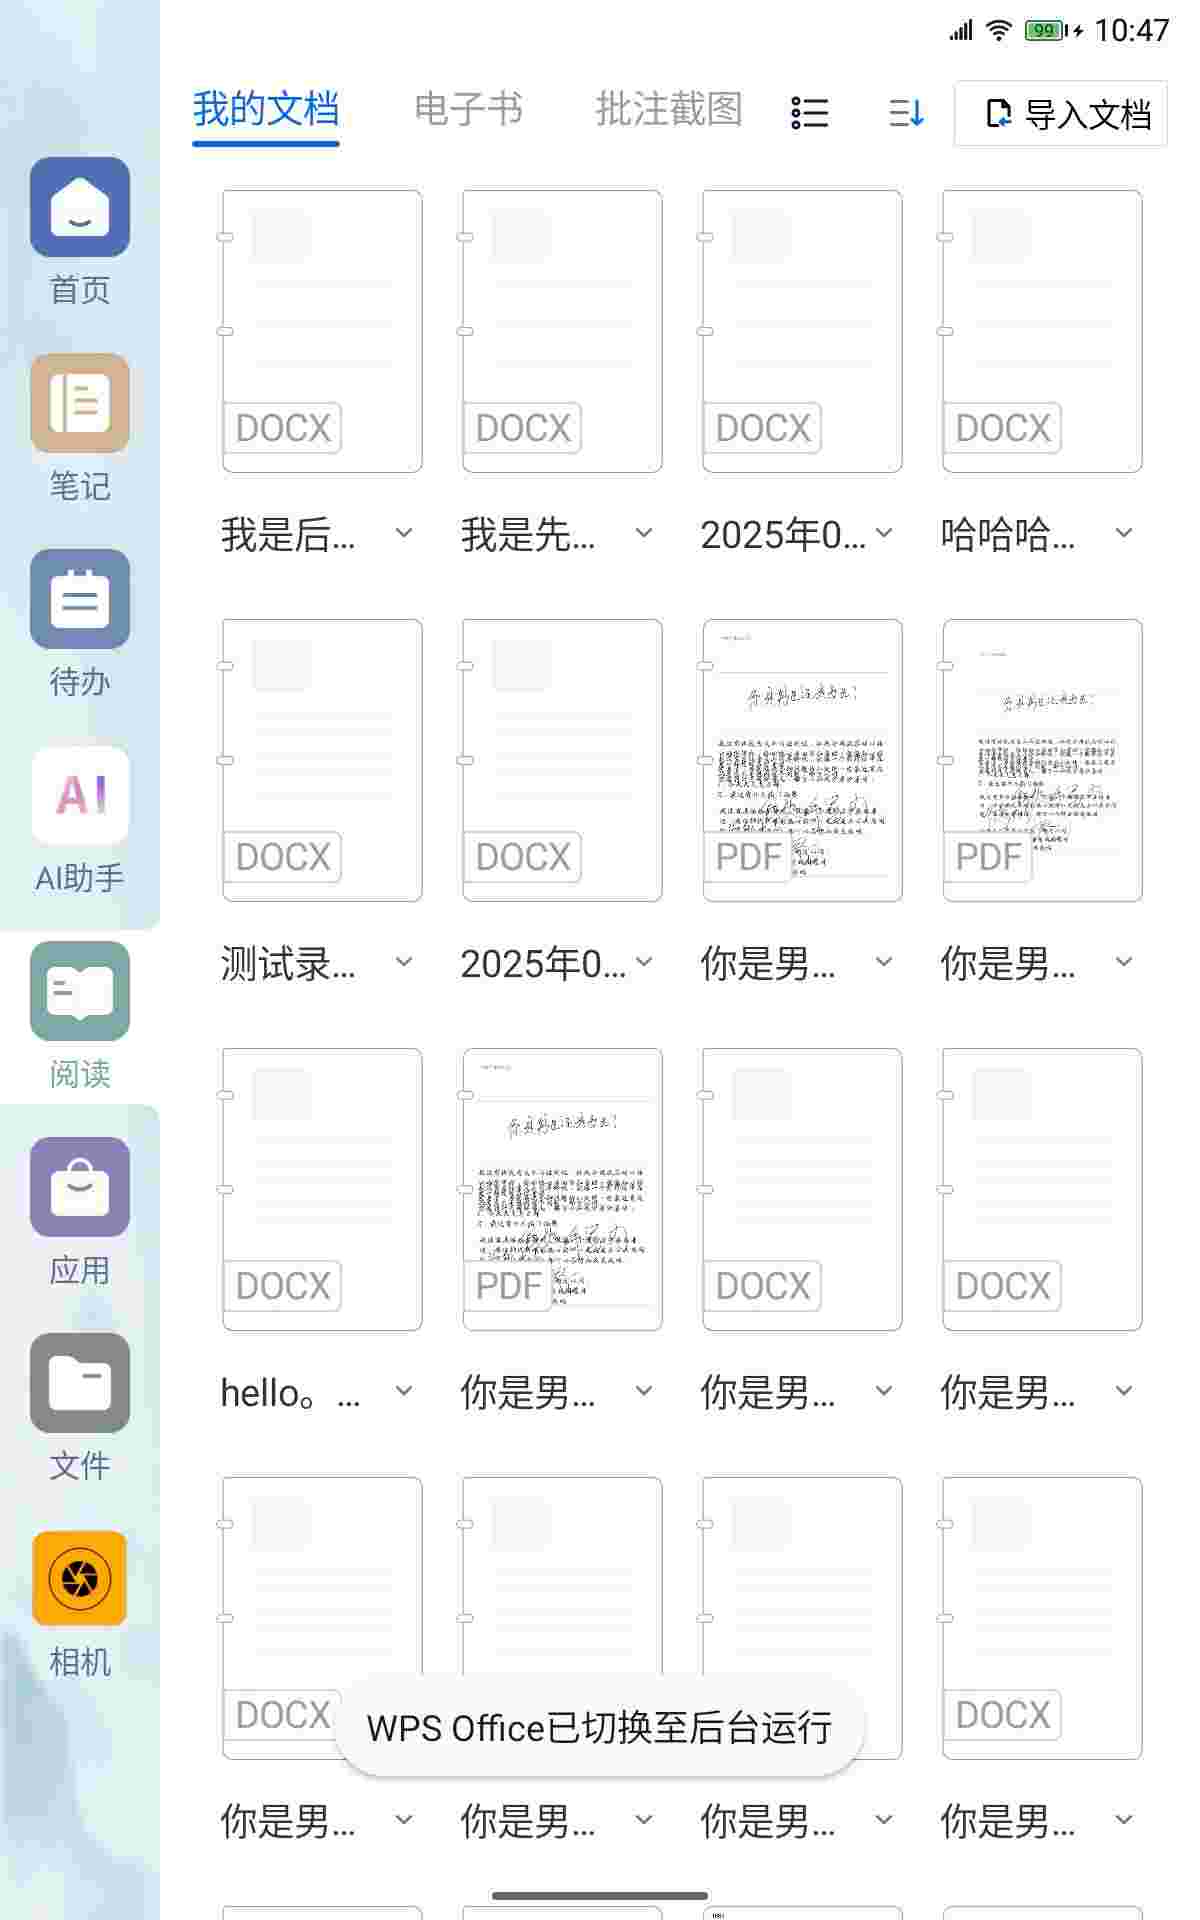 99 10:47
我的文档 电子书 批注截图 导入文档
首页
笔记
待办
AI
AI助手
阅读
应用
文件
相机
DOCX DOCX DOCX DOCX
我是后... 我是先... 2025年0... 哈哈哈...
DOCX DOCX PDF PDF
测试录... 2025年0... 你是男... 你是男...
DOCX PDF DOCX DOCX
hello。... 你是男... 你是男... 你是男...
DOCX DOCX
WPS Office已切换至后台运行
你是男... 你是男... 你是男... 你是男...